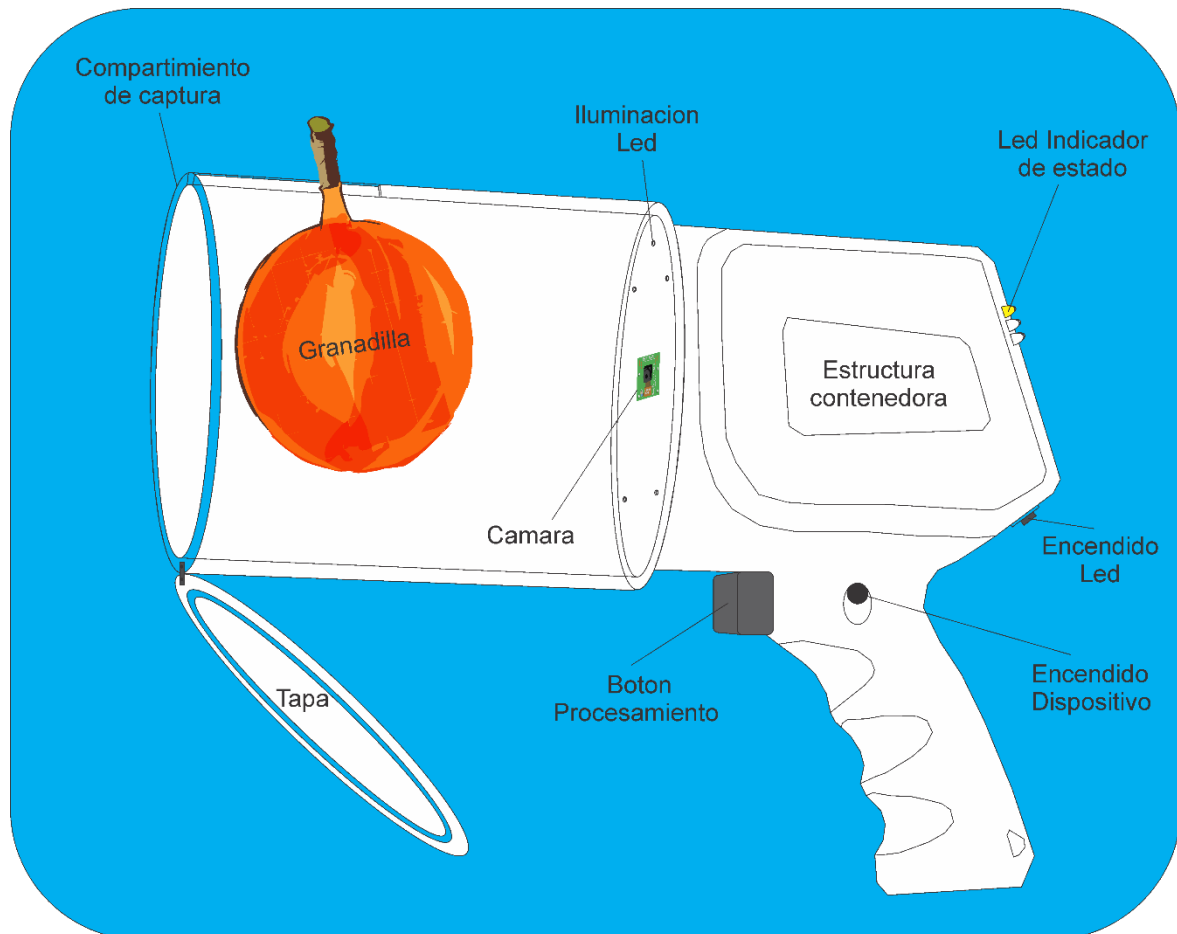 Compartimiento
de captura
Iluminacion
Led
Led Indicador
de estado
Granadilla
Estructura
contenedora
Camara
Encendido
Led
Tapa
Boton
Procesamiento
Encendido
Dispositivo